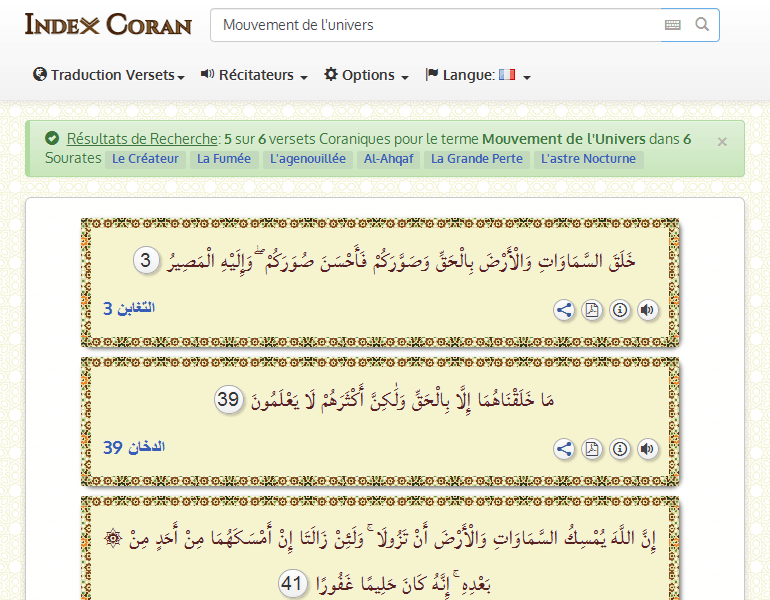 INDEX CORAN
Mouvement de l'univers
Traduction Versets Récitateurs Options Langue:
Résultats de Recherche: 5 sur 6 versets Coraniques pour le terme Mouvement de l'Univers dans 6
Sourates Le Créateur La Fumée L'agenouillée Al-Ahqaf La Grande Perte L'astre Nocturne
خَلَقَ السَّمَاوَاتِ وَالْأَرْضَ بِالْحَقِّ وَصَوَّرَكُمْ فَأَحْسَنَ صُوَرَكُمْ ۖ وَإِلَيْهِ الْمَصِيرُ 3
التغابن 3
مَا خَلَقْنَاهُمَا إِلَّا بِالْحَقِّ وَلَٰكِنَّ أَكْثَرَهُمْ لَا يَعْلَمُونَ 39
الدخان 39
إِنَّ اللَّهَ يُمْسِكُ السَّمَاوَاتِ وَالْأَرْضَ أَنْ تَزُولَا ۚ وَلَئِنْ زَالَتَا إِنْ أَمْسَكَهُمَا مِنْ أَحَدٍ مِنْ ۞
بَعْدِهِ ۚ إِنَّهُ كَانَ حَلِيمًا غَفُورًا 41